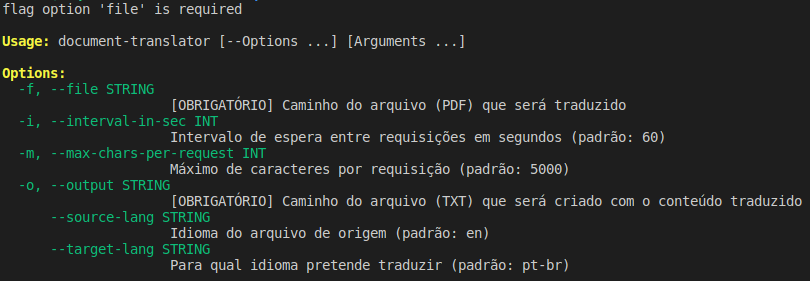 flag option 'file' is required
Usage: document-translator [--Options ...] [Arguments ...]
Options:
-f, --file STRING
[OBRIGATÓRIO] Caminho do arquivo (PDF) que será traduzido
-i, --interval-in-sec INT
Intervalo de espera entre requisições em segundos (padrão: 60)
-m, --max-chars-per-request INT
Máximo de caracteres por requisição (padrão: 5000)
-o, --output STRING
[OBRIGATÓRIO] Caminho do arquivo (TXT) que será criado com o conteúdo traduzido
--source-lang STRING
Idioma do arquivo de origem (padrão: en)
--target-lang STRING
Para qual idioma pretende traduzir (padrão: pt-br)